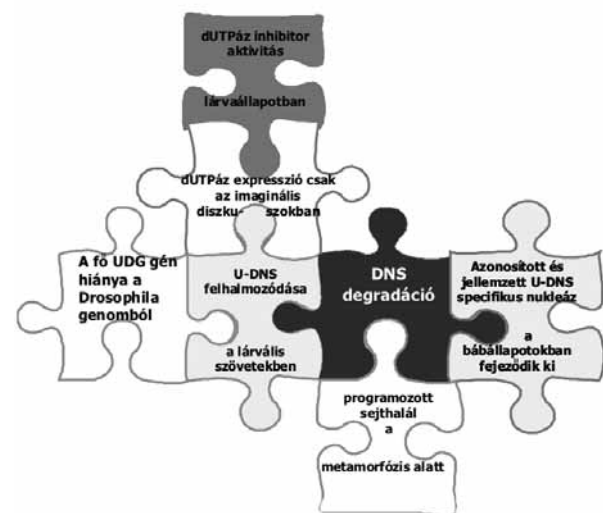 dUTPáz inhibitor
aktivitás
lárvaállapotban
dUTPáz expresszió csak
az imaginális
diszku- szokban
A fő UDG gén
hiánya a
Drosophila
genomból
U-DNS
felhalmozódása
a lárvális
szövetekben
DNS
degradáció
Azonosított és
jellemzett U-DNS
specifikus nukleáz
a
bábállapotokban
fejeződik ki
programozott
sejthalál
a
metamorfózis alatt